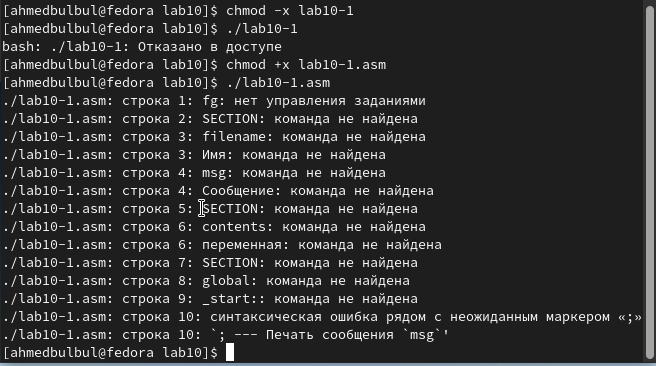 [ahmedbulbul@fedora lab10]$ chmod -x lab10-1
[ahmedbulbul@fedora lab10]$ ./lab10-1
bash: ./lab10-1: Отказано в доступе
[ahmedbulbul@fedora lab10]$ chmod +x lab10-1.asm
[ahmedbulbul@fedora lab10]$ ./lab10-1.asm
./lab10-1.asm: строка 1: fg: нет управления заданиями
./lab10-1.asm: строка 2: SECTION: команда не найдена
./lab10-1.asm: строка 3: filename: команда не найдена
./lab10-1.asm: строка 3: Имя: команда не найдена
./lab10-1.asm: строка 4: msg: команда не найдена
./lab10-1.asm: строка 4: Сообщение: команда не найдена
./lab10-1.asm: строка 5: SECTION: команда не найдена
./lab10-1.asm: строка 6: contents: команда не найдена
./lab10-1.asm: строка 6: переменная: команда не найдена
./lab10-1.asm: строка 7: SECTION: команда не найдена
./lab10-1.asm: строка 8: global: команда не найдена
./lab10-1.asm: строка 9: _start:: команда не найдена
./lab10-1.asm: строка 10: синтаксическая ошибка рядом с неожиданным маркером «;»
./lab10-1.asm: строка 10: `; --- Печать сообщения `msg`'
[ahmedbulbul@fedora lab10]$